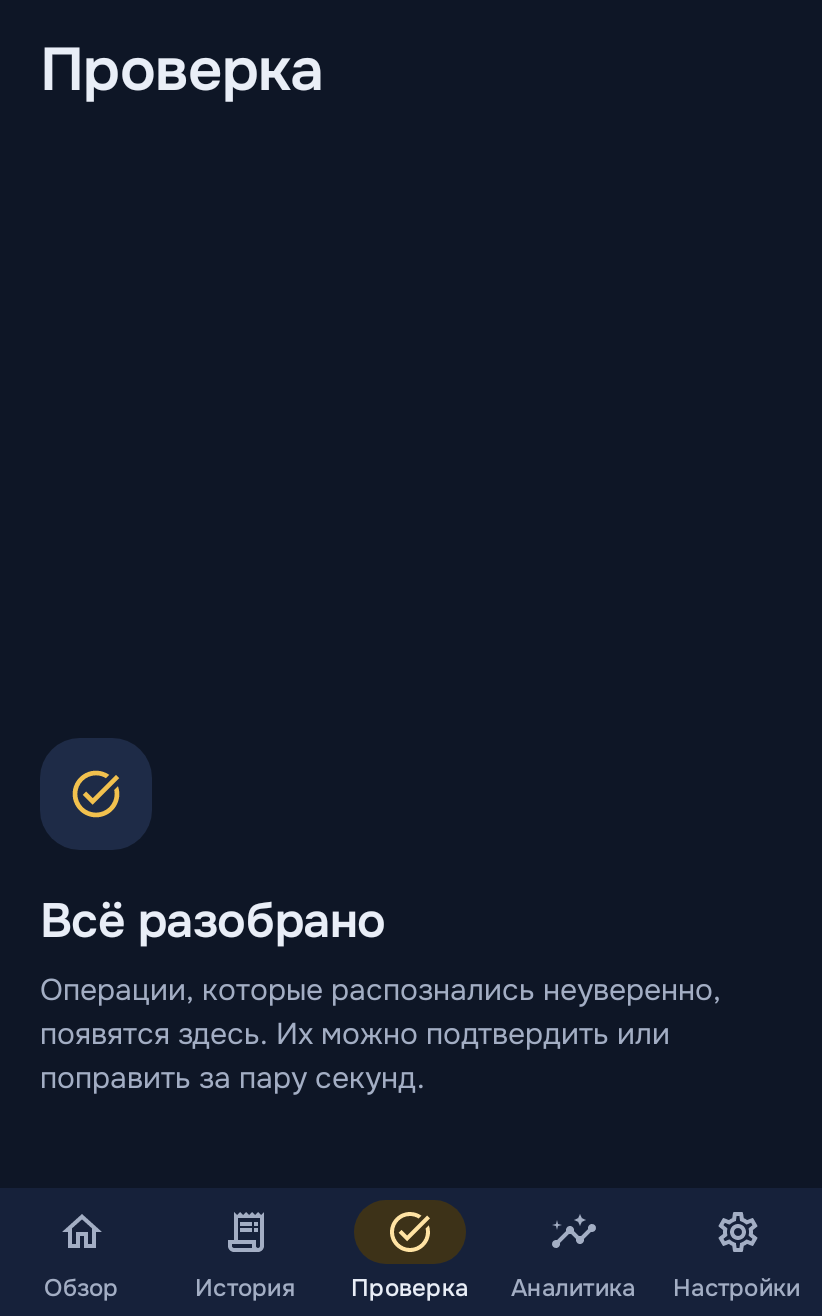 Проверка
Всё разобрано
Операции, которые распознались неуверенно,
появятся здесь. Их можно подтвердить или
поправить за пару секунд.
Обзор
История
Проверка
Аналитика
Настройки